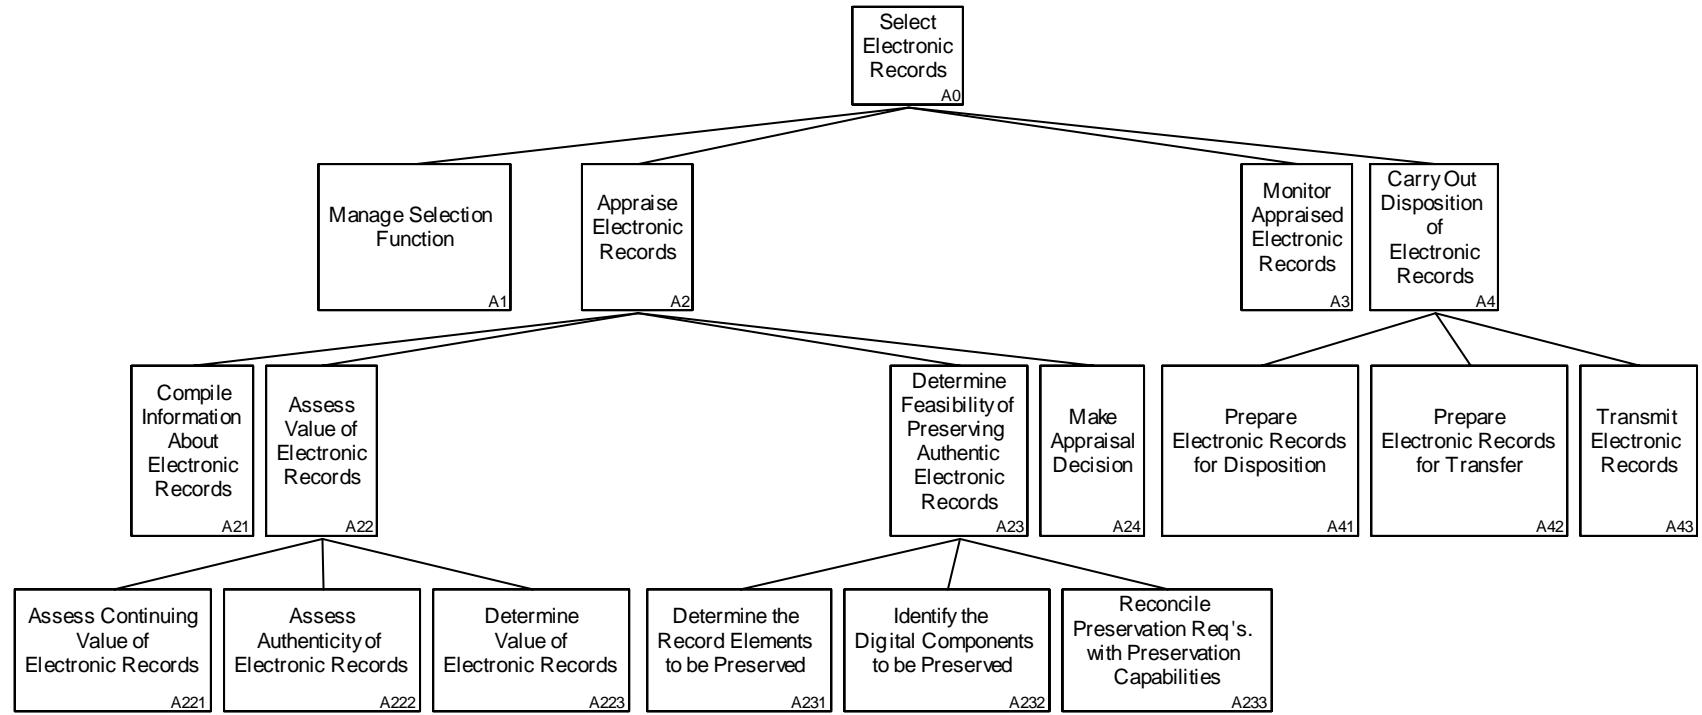 Select
Electronic
Records
A0
Manage Selection
Function
A1
Appraise
Electronic
Records
A2
Monitor
Appraised
Electronic
Records
A3
Carry Out
Disposition
of
Electronic
Records
A4
Compile
Information
About
Electronic
Records
A21
Assess
Value of
Electronic
Records
A22
Determine
Feasibility of
Preserving
Authentic
Electronic
Records
A23
Make
Appraisal
Decision
A24
Prepare
Electronic Records
for Disposition
A41
Prepare
Electronic Records
for Transfer
A42
Transmit
Electronic
Records
A43
Assess Continuing
Value of
Electronic Records
A221
Assess
Authenticity of
Electronic Records
A222
Determine
Value of
Electronic Records
A223
Determine the
Record Elements
to be Preserved
A231
Identify the
Digital Components
to be Preserved
A232
Reconcile
Preservation Req's.
with Preservation
Capabilities
A233